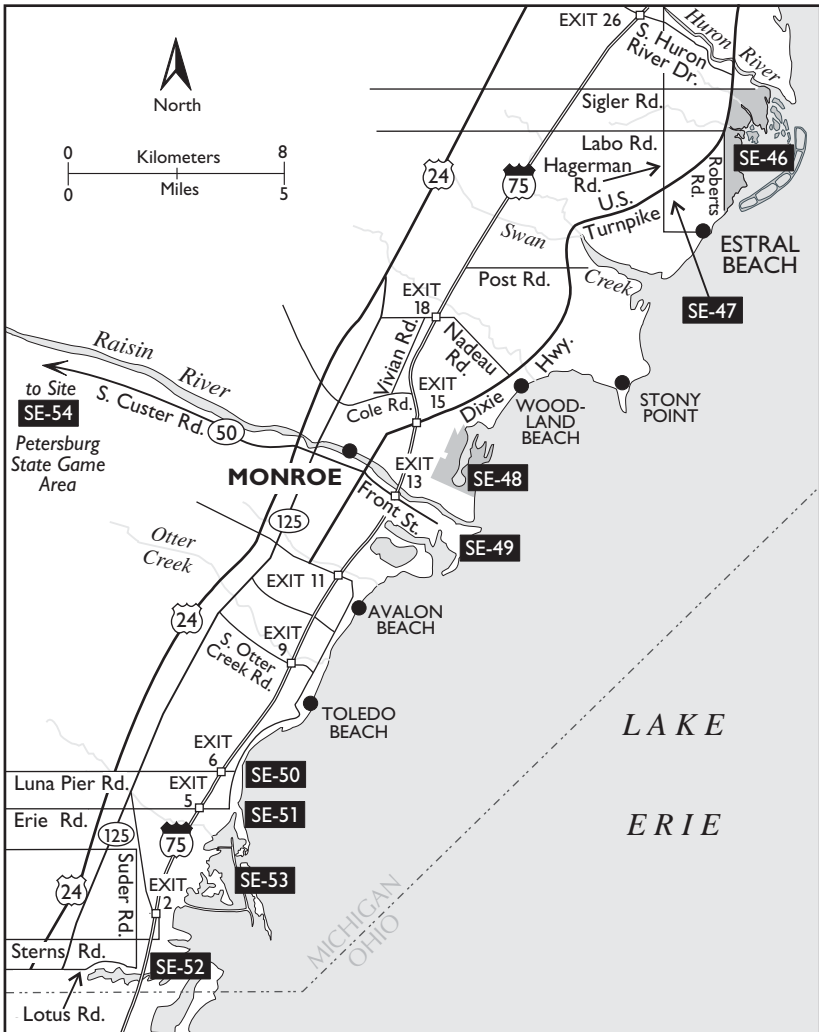 EXIT 26
S. Huron
River Dr.
Huron River
North
Sigler Rd.
0 Kilometers 8
0 Miles 5
24
75
Labo Rd.
Hagerman
Rd.
Roberts
Rd.
SE-46
U.S.
Turnpike
Swan
Creek
ESTRAL
BEACH
Post Rd.
SE-47
EXIT
18
Vivian Rd.
Nadeau
Rd.
Raisin
River
to Site
SE-54
Petersburg
State Game
Area
S. Custer Rd.
50
Cole Rd.
EXIT
15
Dixie Hwy.
WOOD-
LAND
BEACH
STONY
POINT
MONROE
EXIT
13
SE-48
Front St.
125
SE-49
Otter
Creek
EXIT 11
24
AVALON
BEACH
EXIT
9
S. Otter
Creek Rd.
TOLEDO
BEACH
LAKE
ERIE
EXIT
6
Luna Pier Rd.
SE-50
EXIT
5
Erie Rd.
SE-51
125
75
24
Suder Rd.
EXIT
2
SE-53
MICHIGAN
OHIO
Sterns Rd.
SE-52
Lotus Rd.